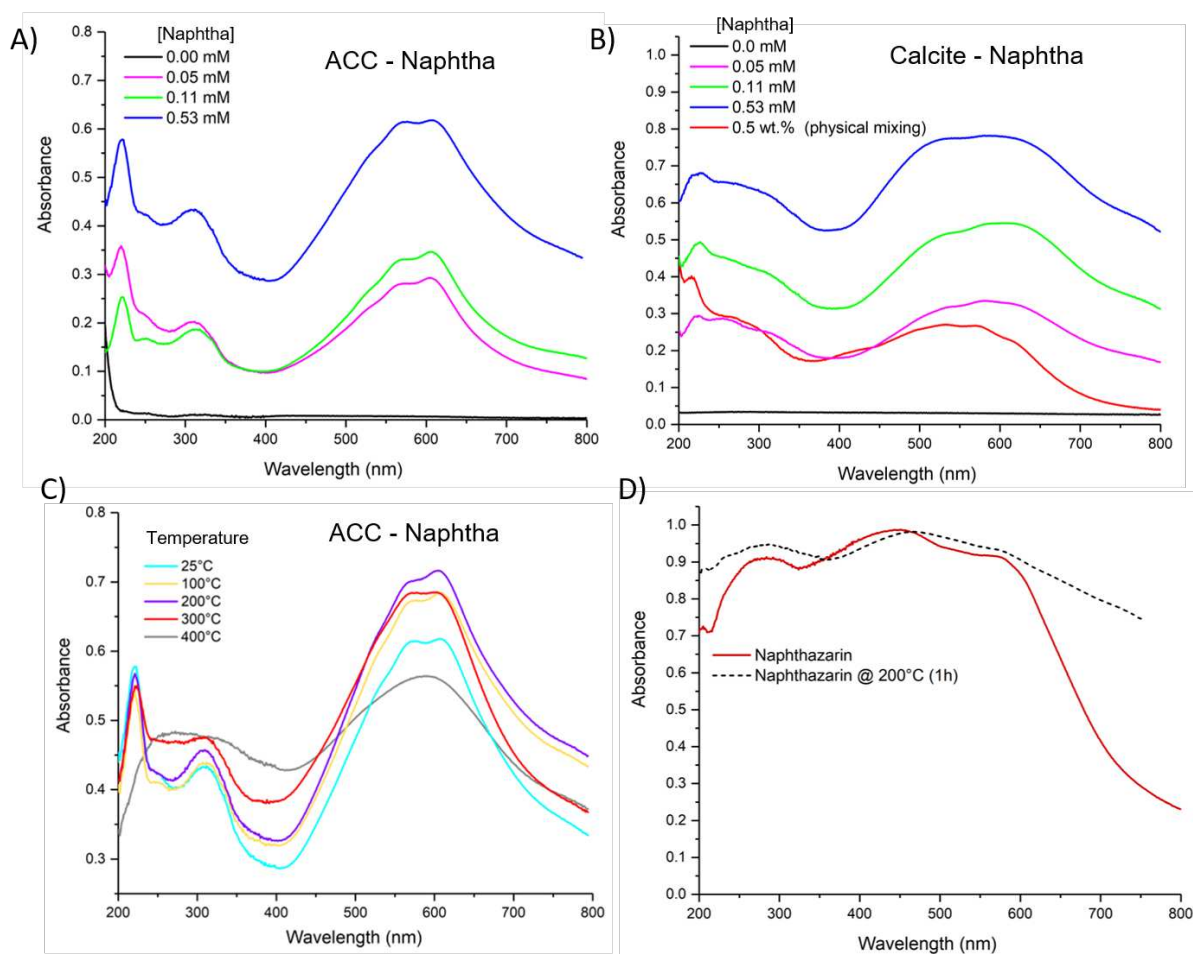 A)
[Naphtha]
0.00 mM
0.05 mM
0.11 mM
0.53 mM
ACC - Naphtha
0.8
0.7
0.6
0.5
0.4
0.3
0.2
0.1
0.0
Absorbance
200 300 400 500 600 700 800
Wavelength (nm)
B)
[Naphtha]
0.0 mM
0.05 mM
0.11 mM
0.53 mM
0.5 wt.% (physical mixing)
Calcite - Naphtha
1.0
0.9
0.8
0.7
0.6
0.5
0.4
0.3
0.2
0.1
0.0
Absorbance
200 300 400 500 600 700 800
Wavelength (nm)
C)
Temperature
25°C
100°C
200°C
300°C
400°C
ACC - Naphtha
0.8
0.7
0.6
0.5
0.4
0.3
Absorbance
200 300 400 500 600 700 800
Wavelength (nm)
D)
1.0
0.9
0.8
0.7
0.6
0.5
0.4
0.3
0.2
0.1
0.0
Absorbance
Naphthazarin
Naphthazarin @ 200°C (1h)
200 300 400 500 600 700 800
Wavelength (nm)